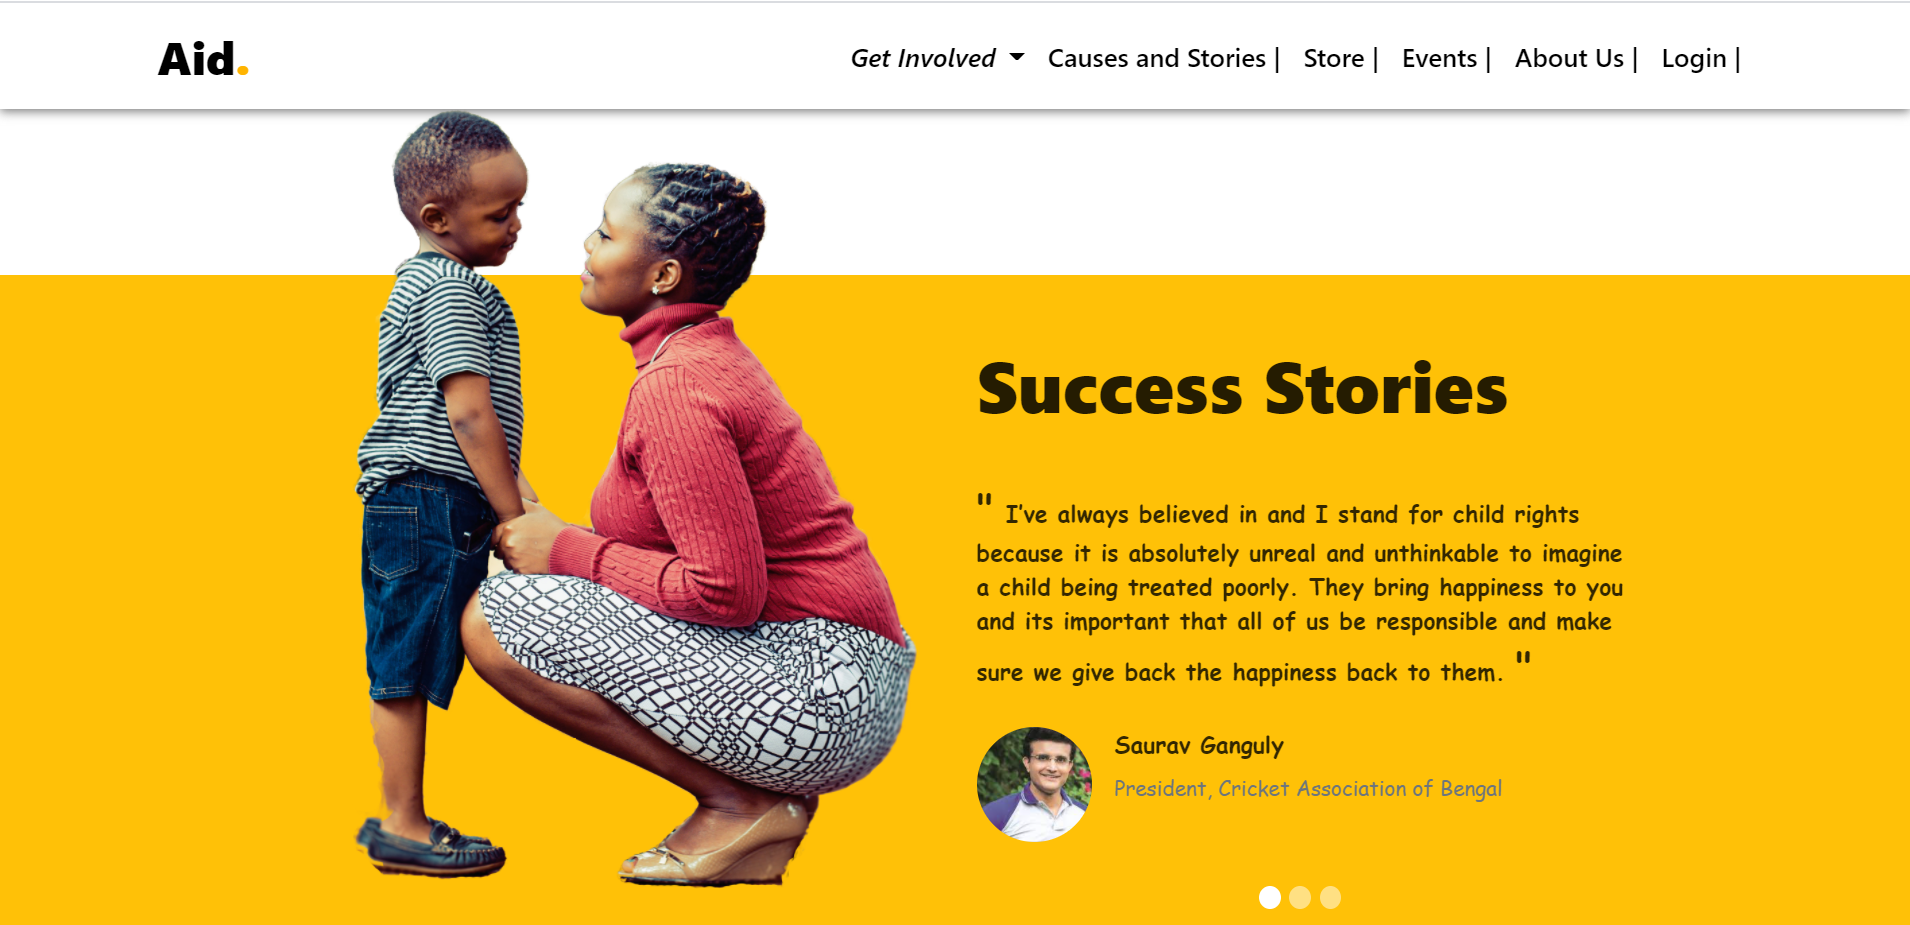 Aid.
Get Involved Causes and Stories | Store | Events | About Us | Login |
Success Stories
" I've always believed in and I stand for child rights
because it is absolutely unreal and unthinkable to imagine
a child being treated poorly. They bring happiness to you
and its important that all of us be responsible and make
sure we give back the happiness back to them. "
Saurav Ganguly
President, Cricket Association of Bengal